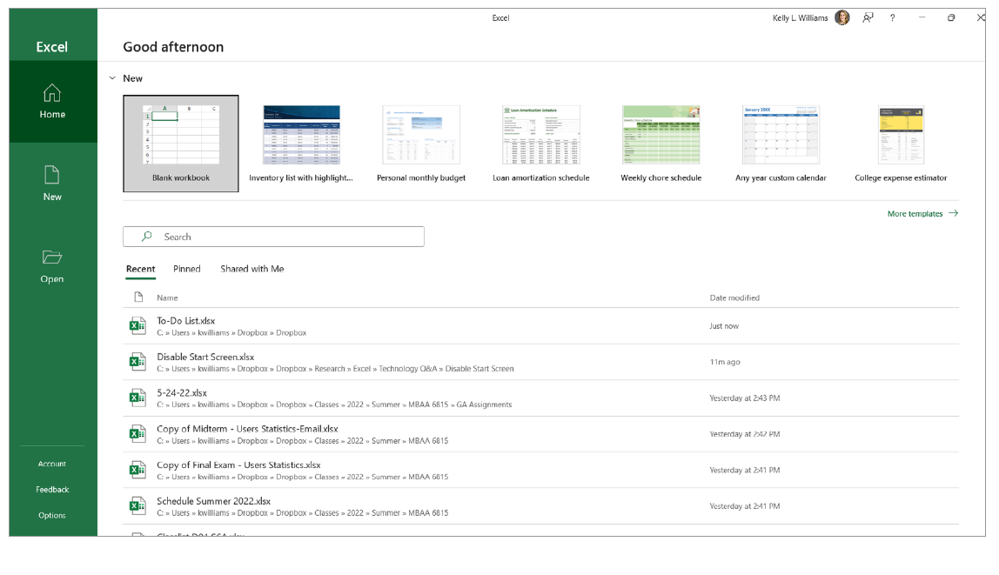 Excel
Kelly L. Williams
?
Excel
Good afternoon
Home
New
Open
New
A B C
1
2
3
4
5
6
7
Blank workbook
Inventory list with highlight...
Personal monthly budget
Loan Amortization Schedule
Loan amortization schedule
Weekly chore schedule
January 20XX
Any year custom calendar
College expense estimator
More templates
Search
Recent Pinned Shared with Me
Name Date modified
To-Do List.xlsx
C: » Users » kwilliams » Dropbox » Dropbox
Just now
Disable Start Screen.xlsx
C: » Users » kwilliams » Dropbox » Dropbox » Research » Excel » Technology Q&A » Disable Start Screen
11m ago
5-24-22.xlsx
C: » Users » kwilliams » Dropbox » Dropbox » Classes » 2022 » Summer » MBAA 6815 » GA Assignments
Yesterday at 2:43 PM
Copy of Midterm - Users Statistics-Email.xlsx
C: » Users » kwilliams » Dropbox » Dropbox » Classes » 2022 » Summer » MBAA 6815
Yesterday at 2:42 PM
Copy of Final Exam - Users Statistics.xlsx
C: » Users » kwilliams » Dropbox » Dropbox » Classes » 2022 » Summer » MBAA 6815
Yesterday at 2:41 PM
Schedule Summer 2022.xlsx
C: » Users » kwilliams » Dropbox » Dropbox » Classes » 2022 » Summer » MBAA 6815
Yesterday at 2:41 PM
Account
Feedback
Options